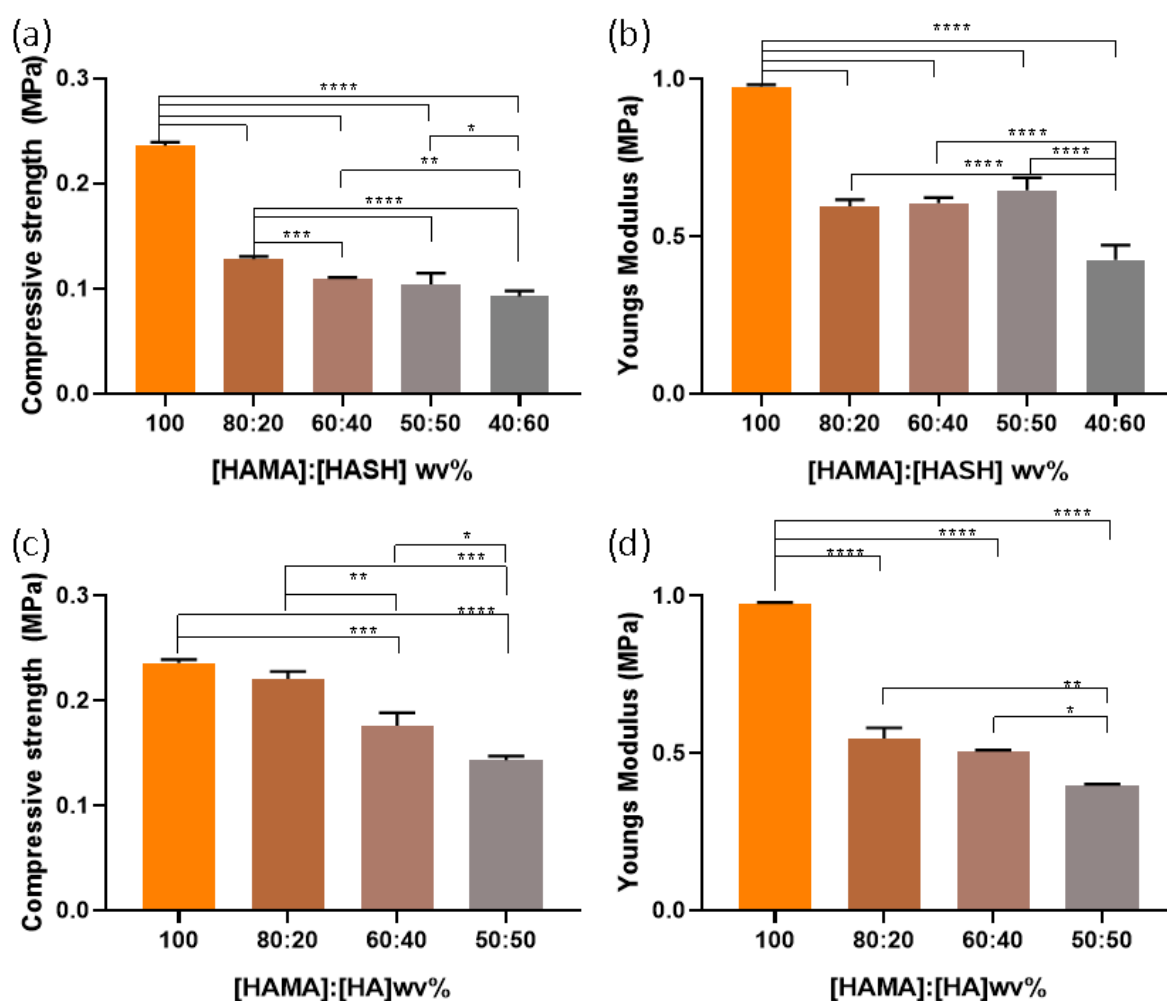 (a)
Compressive strength (MPa)
0.3
0.2
0.1
0.0
****
*
**
****
***
100 80:20 60:40 50:50 40:60
[HAMA]:[HASH] wv%
(b)
Youngs Modulus (MPa)
1.0
0.5
0.0
****
****
****
****
100 80:20 60:40 50:50 40:60
[HAMA]:[HASH] wv%
(c)
Compressive strength (MPa)
0.3
0.2
0.1
0.0
*
***
**
****
***
100 80:20 60:40 50:50
[HAMA]:[HA]wv%
(d)
Youngs Modulus (MPa)
1.0
0.5
0.0
****
****
****
**
*
100 80:20 60:40 50:50
[HAMA]:[HA]wv%